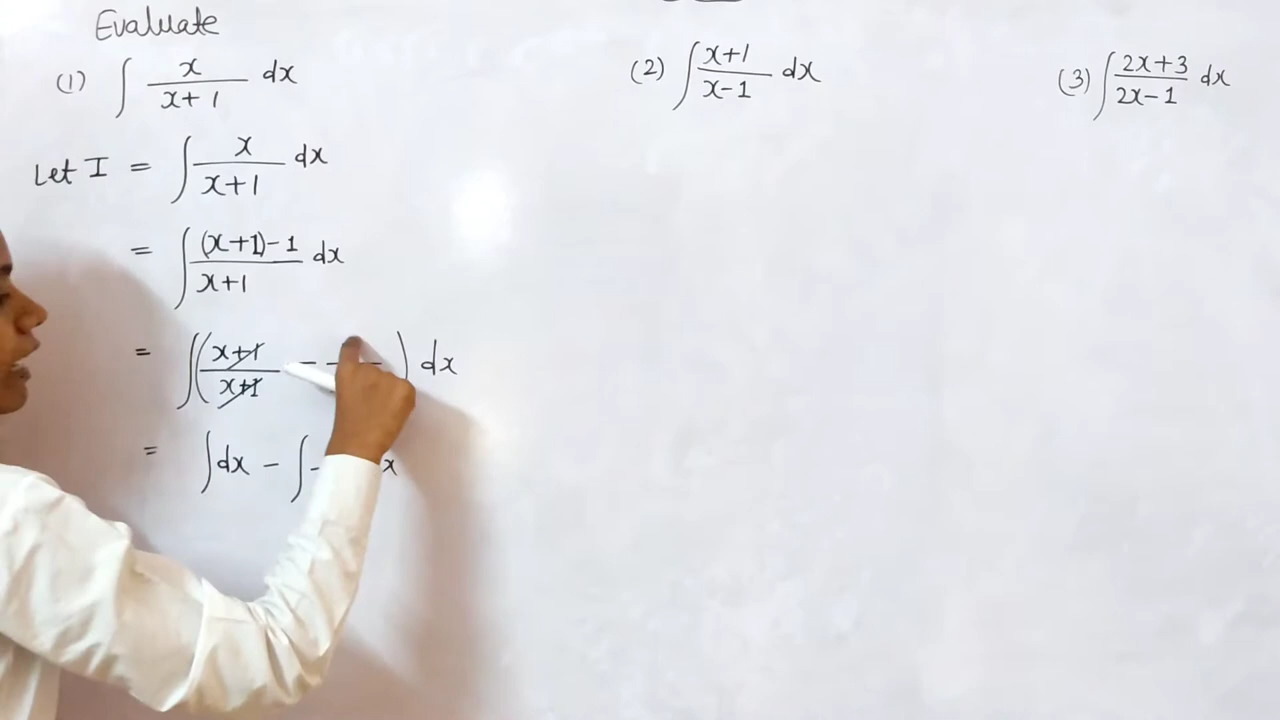 Evaluate
(1) ∫ x/(x+1) dx
Let I = ∫ x/(x+1) dx
= ∫ ((x+1)-1)/(x+1) dx
= ∫( (x+1)/(x+1) - ) dx
= ∫dx - ∫ x
(2) ∫ (x+1)/(x-1) dx
(3) ∫ (2x+3)/(2x-1) dx